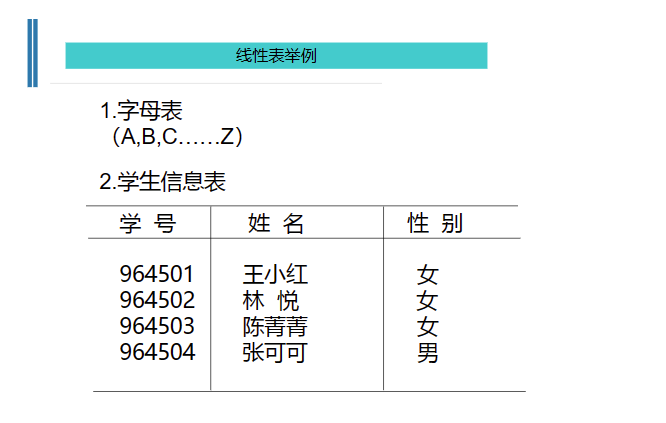 线性表举例
1.字母表
（A,B,C……Z）
2.学生信息表
学 号 姓 名 性 别
964501 王小红 女
964502 林 悦 女
964503 陈菁菁 女
964504 张可可 男